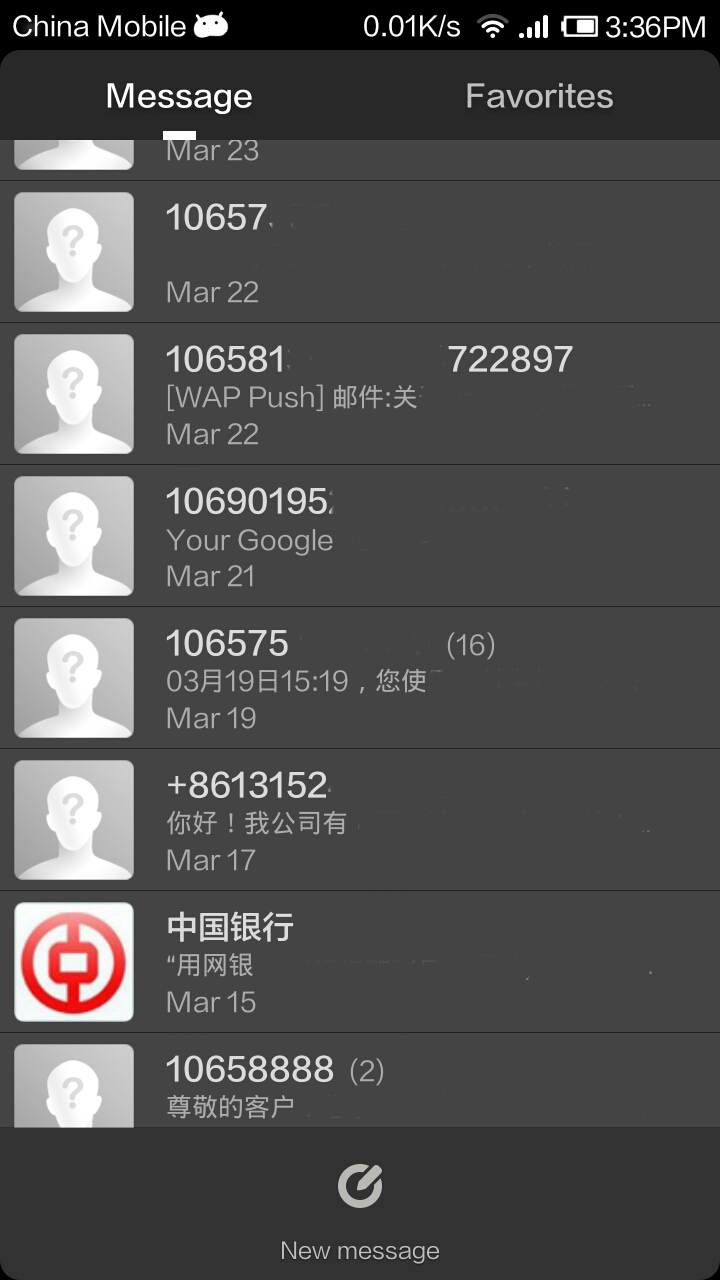 China Mobile 0.01K/s 3:36PM
Message Favorites
Mar 23
10657
Mar 22
106581 722897
[WAP Push] 邮件:关
Mar 22
10690195
Your Google
Mar 21
106575 (16)
03月19日15:19，您使
Mar 19
+8613152
你好！我公司有
Mar 17
中国银行
“用网银
Mar 15
10658888 (2)
尊敬的客户
New message